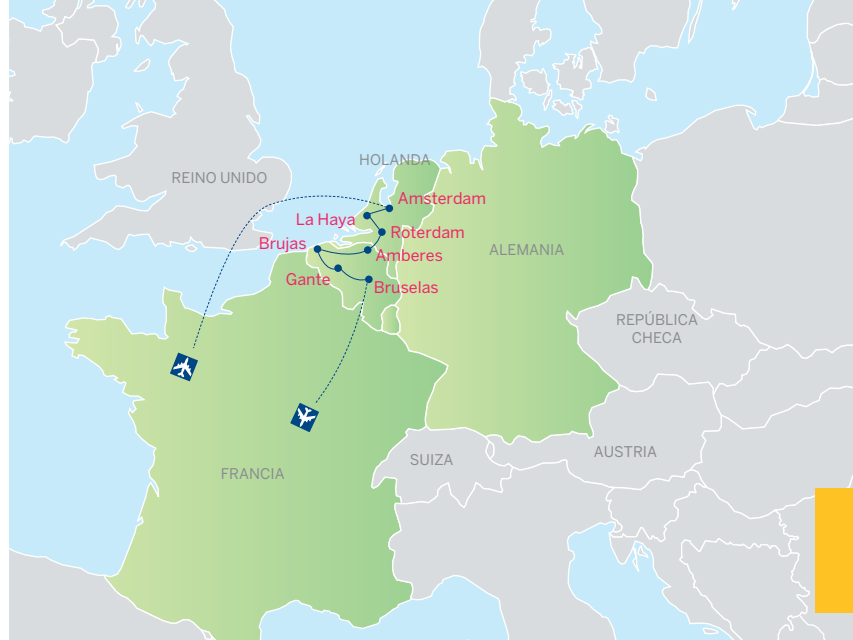 HOLANDA
REINO UNIDO
Amsterdam
La Haya
Roterdam
Brujas
Amberes
ALEMANIA
Gante
Bruselas
REPÚBLICA
CHECA
AUSTRIA
SUIZA
FRANCIA